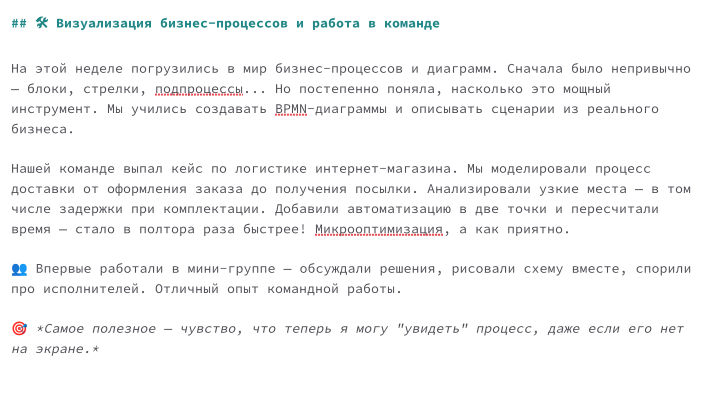 ## 🛠 Визуализация бизнес-процессов и работа в команде
На этой неделе погрузились в мир бизнес-процессов и диаграмм. Сначала было непривычно
— блоки, стрелки, подпроцессы... Но постепенно поняла, насколько это мощный
инструмент. Мы учились создавать BPMN-диаграммы и описывать сценарии из реального
бизнеса.
Нашей команде выпал кейс по логистике интернет-магазина. Мы моделировали процесс
доставки от оформления заказа до получения посылки. Анализировали узкие места — в том
числе задержки при комплектации. Добавили автоматизацию в две точки и пересчитали
время — стало в полтора раза быстрее! Микрооптимизация, а как приятно.
👥 Впервые работали в мини-группе — обсуждали решения, рисовали схему вместе, спорили
про исполнителей. Отличный опыт командной работы.
🎯 *Самое полезное — чувство, что теперь я могу "увидеть" процесс, даже если его нет
на экране.*